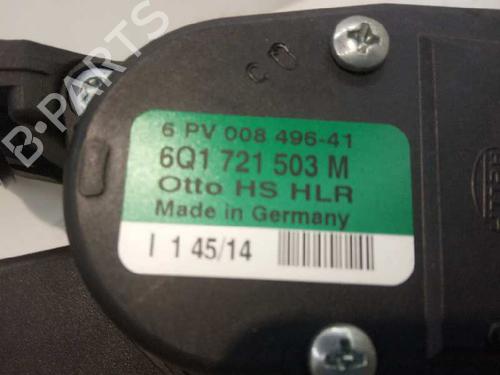 B-PARTS
6 PV 008 496-41
6Q1 721 503 M
Otto HS HLR
Made in Germany
I 1 45/14